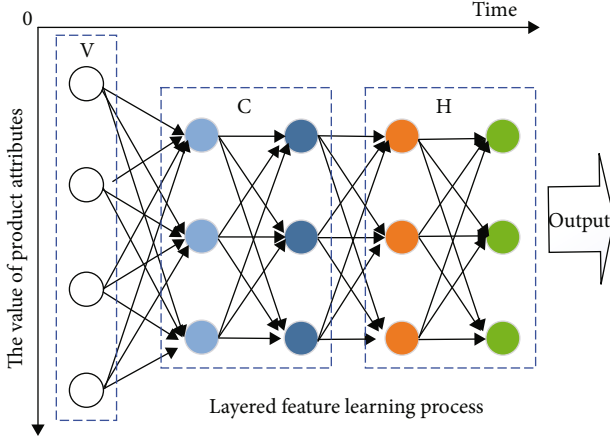 0
Time
V
C
H
The value of product attributes
Output
Layered feature learning process